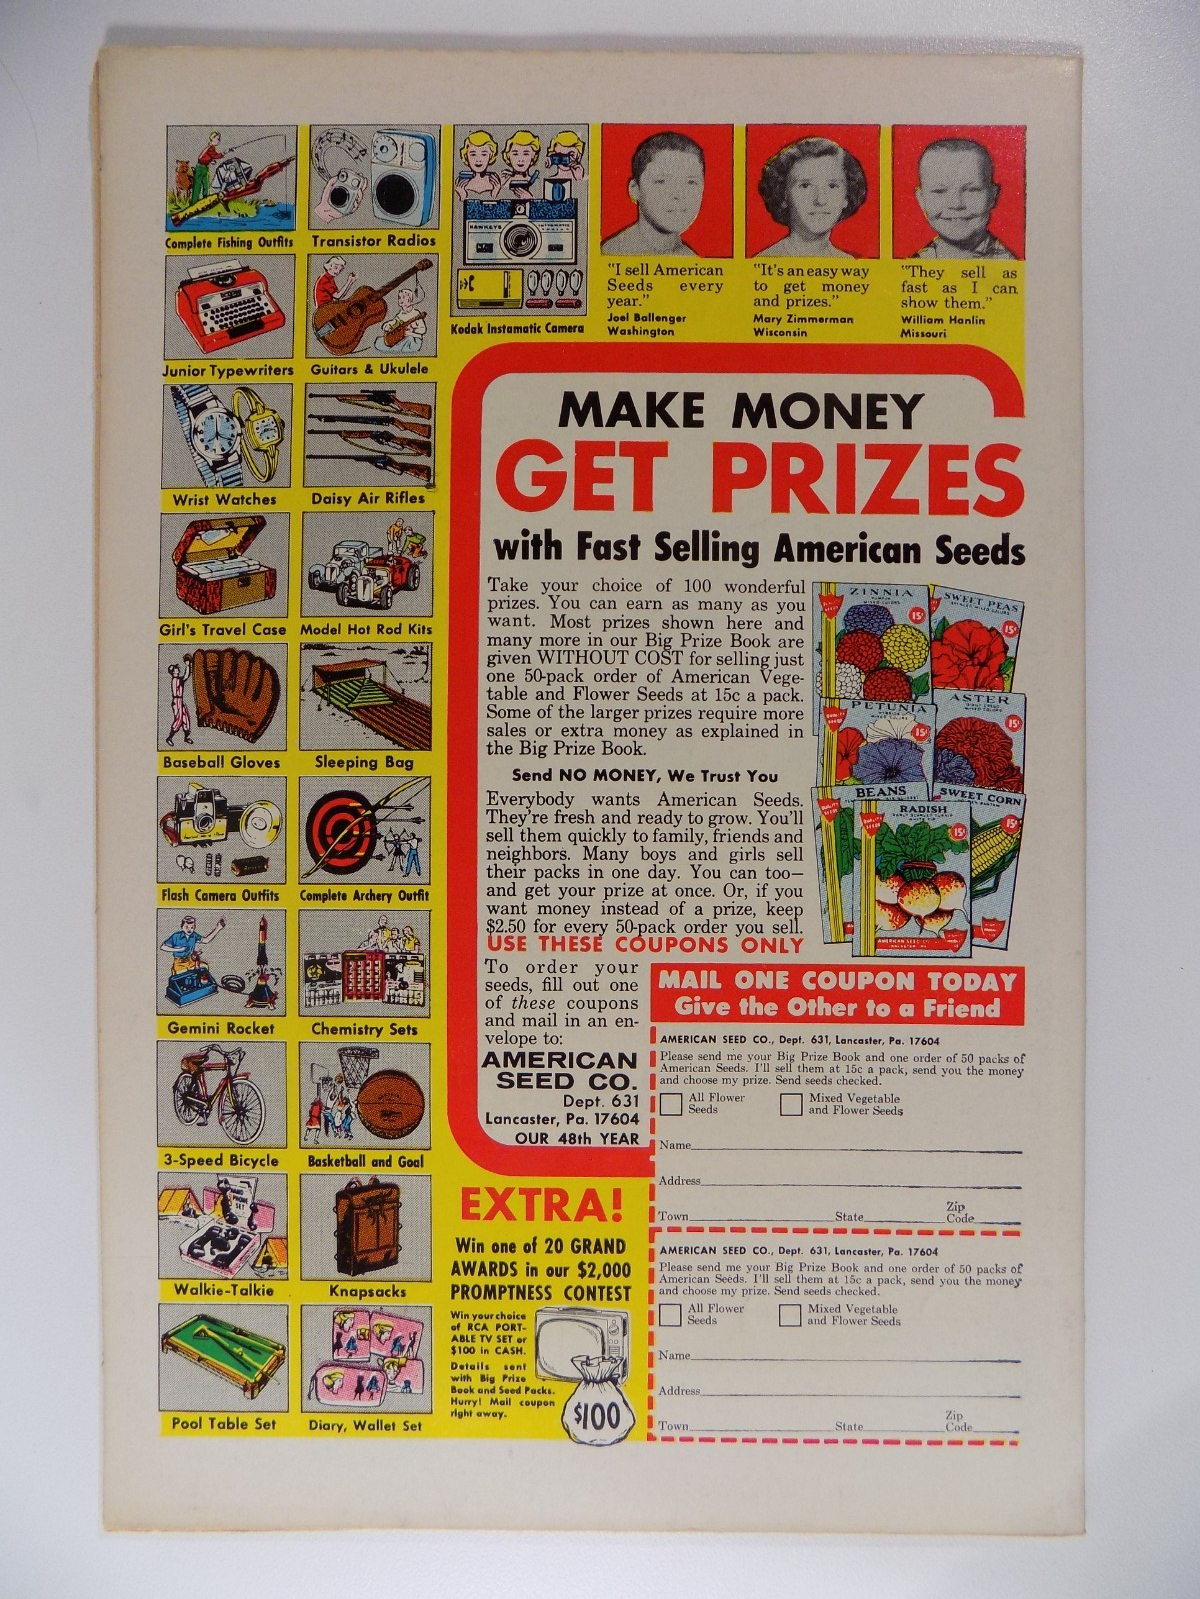 Complete Fishing Outfits
Transistor Radios
Junior Typewriters
Guitars & Ukulele
Wrist Watches
Daisy Air Rifles
Girl's Travel Case
Model Hot Rod Kits
Baseball Gloves
Sleeping Bag
Flash Camera Outfits
Complete Archery Outfit
Gemini Rocket
Chemistry Sets
3-Speed Bicycle
Basketball and Goal
Walkie-Talkie
Knapsacks
Pool Table Set
Diary, Wallet Set
HAWKEYE INSTAMATIC
Kodak Instamatic Camera
"I sell American
Seeds every
year."
Joel Ballenger
Washington
"It's an easy way
to get money
and prizes."
Mary Zimmerman
Wisconsin
"They sell as
fast as I can
show them."
William Hanlin
Missouri
MAKE MONEY
GET PRIZES
with Fast Selling American Seeds
Take your choice of 100 wonderful
prizes. You can earn as many as you
want. Most prizes shown here and
many more in our Big Prize Book are
given WITHOUT COST for selling just
one 50-pack order of American Vege-
table and Flower Seeds at 15c a pack.
Some of the larger prizes require more
sales or extra money as explained in
the Big Prize Book.
Send NO MONEY, We Trust You
Everybody wants American Seeds.
They're fresh and ready to grow. You'll
sell them quickly to family, friends and
neighbors. Many boys and girls sell
their packs in one day. You can too—
and get your prize at once. Or, if you
want money instead of a prize, keep
$2.50 for every 50-pack order you sell.
USE THESE COUPONS ONLY
ZINNIA
15¢
SWEET PEAS
15¢
PETUNIA
15¢
ASTER
15¢
BEANS
SWEET CORN
15¢
RADISH
15¢
To order your
seeds, fill out one
of these coupons
and mail in an en-
velope to:
AMERICAN
SEED CO.
Dept. 631
Lancaster, Pa. 17604
OUR 48th YEAR
MAIL ONE COUPON TODAY
Give the Other to a Friend
AMERICAN SEED CO., Dept. 631, Lancaster, Pa. 17604
Please send me your Big Prize Book and one order of 50 packs of
American Seeds. I'll sell them at 15c a pack, send you the money
and choose my prize. Send seeds checked.
All Flower
Seeds
Mixed Vegetable
and Flower Seeds
Name
Address
Town State Zip Code
AMERICAN SEED CO., Dept. 631, Lancaster, Pa. 17604
Please send me your Big Prize Book and one order of 50 packs of
American Seeds. I'll sell them at 15c a pack, send you the money
and choose my prize. Send seeds checked.
All Flower
Seeds
Mixed Vegetable
and Flower Seeds
Name
Address
Town State Zip Code
EXTRA!
Win one of 20 GRAND
AWARDS in our $2,000
PROMPTNESS CONTEST
Win your choice
of RCA PORT-
ABLE TV SET or
$100 in CASH.
Details sent
with Big Prize
Book and Seed Packs.
Hurry! Mail coupon
right away.
$100